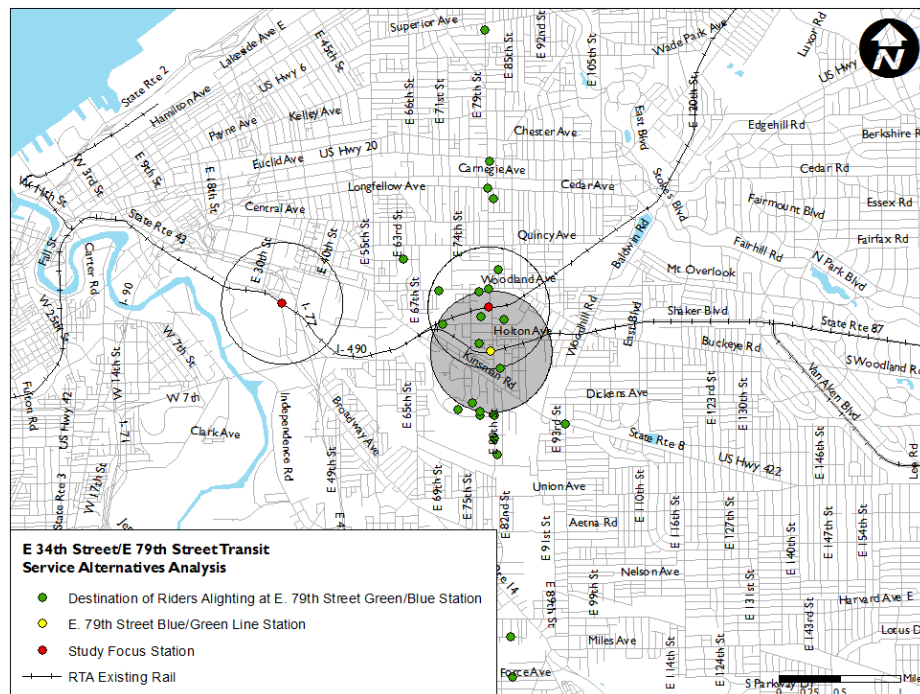 Superior Ave
E 45th St
Lakeside Ave E
State Rte 2
US Hwy 6
Hamilton Ave
Payne Ave
Kelley Ave
E 66th St
E 71st St
E 79th St
E 85th St
E 92nd St
E 105th St
Wade Park Ave
E 120th St
Luxor Rd
US Hwy
N
East Blvd
Edgehill Rd
Berkshire R
Chester Ave
US Hwy 20
Euclid Ave
Carnegie Ave
Cedar Rd
W 3rd St
E 9th St
E 18th St
W 11th St
Longfellow Ave
Cedar Ave
Stokes Blvd
Fairmount Blvd
Essex Rd
Central Ave
State Rte 43
E 30th St
E 40th St
E 55th St
E 63rd St
E 74th St
Quincy Ave
Baldwin Rd
Fairhill Rd
Fairfax Rd
N Park Blvd
Mt Overlook
Woodland Ave
Fall St
Carter Rd
I- 90
I- 77
E 67th St
Holton Ave
Woodhill Rd
East Blvd
Shaker Blvd
State Rte 87
Buckeye Rd
S Woodland Rd
W 25th St
W 7th St
I- 490
Kinsman Rd
Van Aken Blvd
Fulton Rd
US Hwy 42
W 14th St
I- 71
W 7th
Clark Ave
Independence Rd
Broadway Ave
E 65th St
Dickens Ave
E 123rd St
E 130th St
E 80th St
E 93rd St
State Rte 8
US Hwy 422
E 146th St
Lee Rd
State Rte 3
W 17th St
E 49th St
E 69th St
E 75th St
Union Ave
E 82nd St
E 91st St
Aetna Rd
E 110th St
E 116th St
E 127th St
E 140th St
E 147th St
E 154th St
Jen
E 4
Nelson Ave
E 99th St
E 131st St
Harvard Ave E
E 98th St
Miles Ave
E 114th St
E 124th St
E 143rd St
Lotus D
Force Ave
S Parkway Dr
E 34th Street/E 79th Street Transit
Service Alternatives Analysis
Destination of Riders Alighting at E. 79th Street Green/Blue Station
E. 79th Street Blue/Green Line Station
Study Focus Station
RTA Existing Rail
Mile
0 0.25 0.5 1